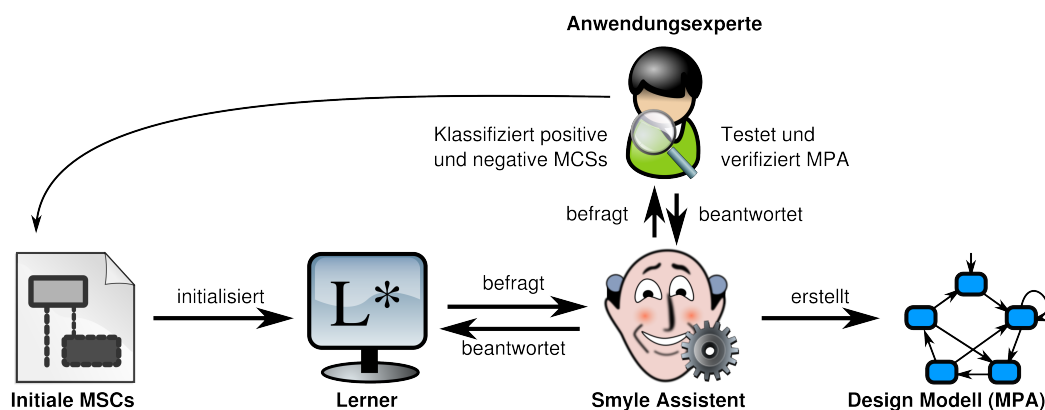 Anwendungsexperte
Klassifiziert positive
und negative MCSs
Testet und
verifiziert MPA
befragt
beantwortet
initialisiert
L*
befragt
beantwortet
erstellt
Initiale MSCs
Lerner
Smyle Assistent
Design Modell (MPA)